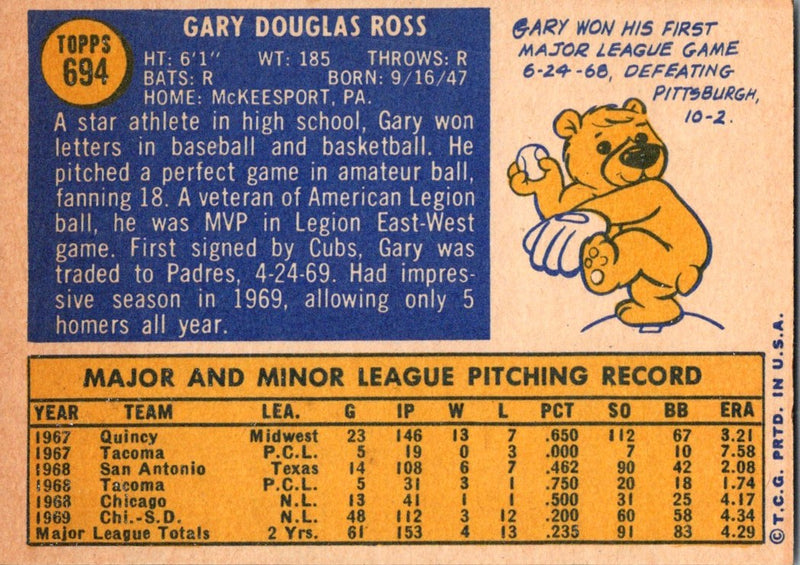 TOPPS
694
GARY DOUGLAS ROSS
HT: 6'1" WT: 185 THROWS: R
BATS: R BORN: 9/16/47
HOME: McKEESPORT, PA.
A star athlete in high school, Gary won
letters in baseball and basketball. He
pitched a perfect game in amateur ball,
fanning 18. A veteran of American Legion
ball, he was MVP in Legion East-West
game. First signed by Cubs, Gary was
traded to Padres, 4-24-69. Had impres-
sive season in 1969, allowing only 5
homers all year.
GARY WON HIS FIRST
MAJOR LEAGUE GAME
6-24-68, DEFEATING
PITTSBURGH,
10-2.
MAJOR AND MINOR LEAGUE PITCHING RECORD
YEAR TEAM LEA. G IP W L PCT SO BB ERA
1967 Quincy Midwest 23 146 13 7 .650 112 67 3.21
1967 Tacoma P.C.L. 5 19 0 3 .000 7 10 7.58
1968 San Antonio Texas 14 108 6 7 .462 90 42 2.08
1968 Tacoma P.C.L. 5 31 3 1 .750 20 18 1.74
1968 Chicago N.L. 13 41 1 1 .500 31 25 4.17
1969 Chi.-S.D. N.L. 48 112 3 12 .200 60 58 4.34
Major League Totals 2 Yrs. 61 153 4 13 .235 91 83 4.29
©T.C.G. PRTD. IN U.S.A.